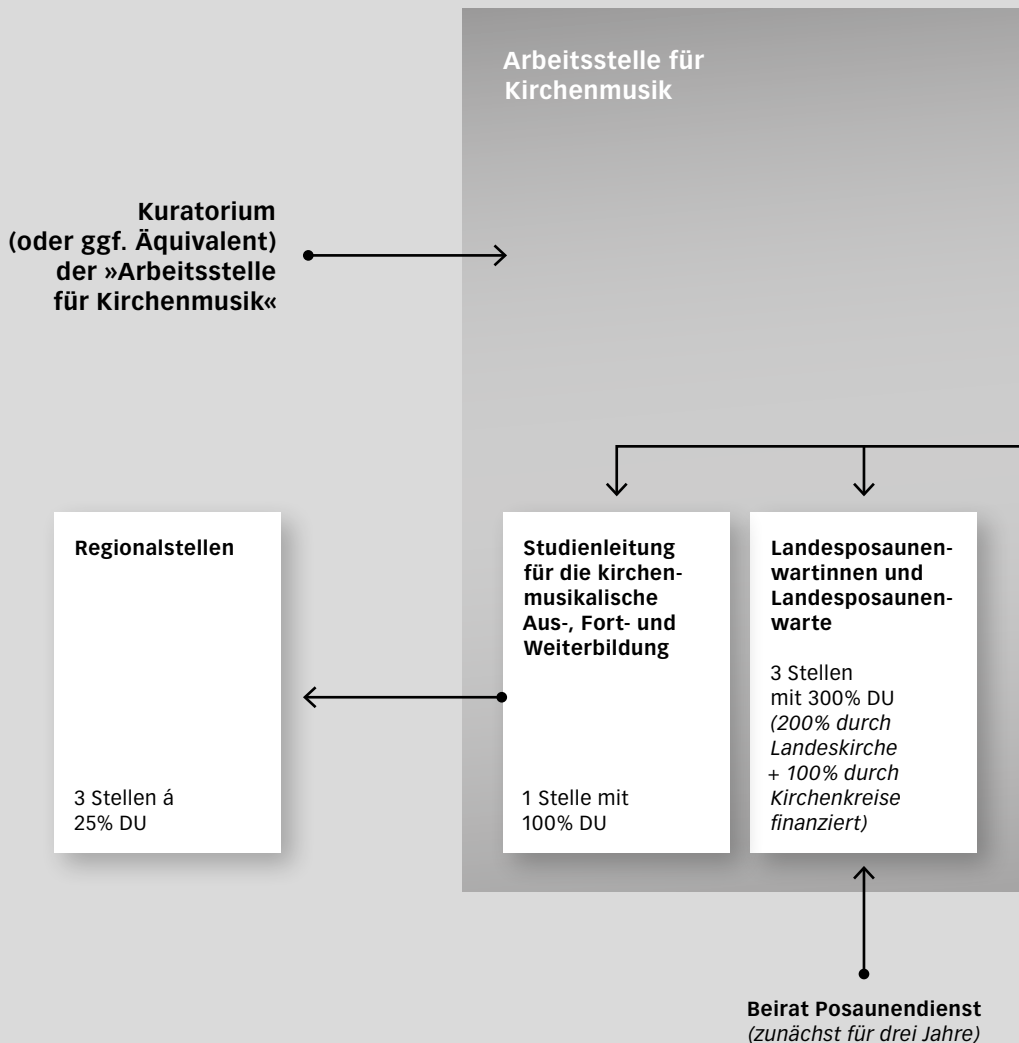 Arbeitsstelle für
Kirchenmusik
Kuratorium
(oder ggf. Äquivalent)
der »Arbeitsstelle
für Kirchenmusik«
Regionalstellen
3 Stellen á
25% DU
Studienleitung
für die kirchen-
musikalische
Aus-, Fort- und
Weiterbildung
1 Stelle mit
100% DU
Landesposaunen-
wartinnen und
Landesposaunen-
warte
3 Stellen
mit 300% DU
(200% durch
Landeskirche
+ 100% durch
Kirchenkreise
finanziert)
Beirat Posaunendienst
(zunächst für drei Jahre)